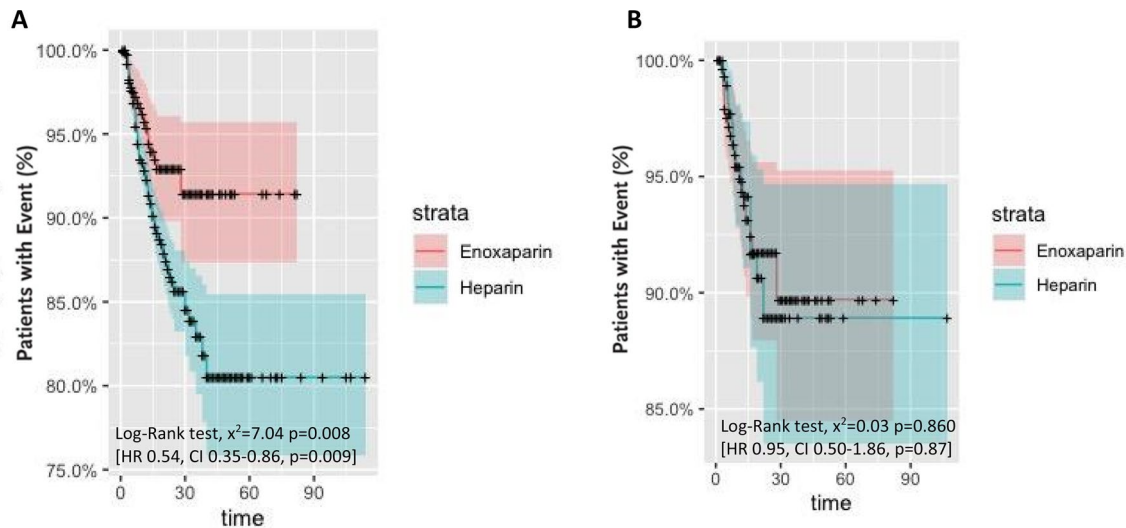 A
100.0%
95.0%
90.0%
85.0%
80.0%
75.0%
Patients with Event (%)
Log-Rank test, x²=7.04 p=0.008
[HR 0.54, CI 0.35-0.86, p=0.009]
0 30 60 90
time
strata
Enoxaparin
Heparin
B
100.0%
95.0%
90.0%
85.0%
Patients with Event (%)
Log-Rank test, x²=0.03 p=0.860
[HR 0.95, CI 0.50-1.86, p=0.87]
0 30 60 90
time
strata
Enoxaparin
Heparin